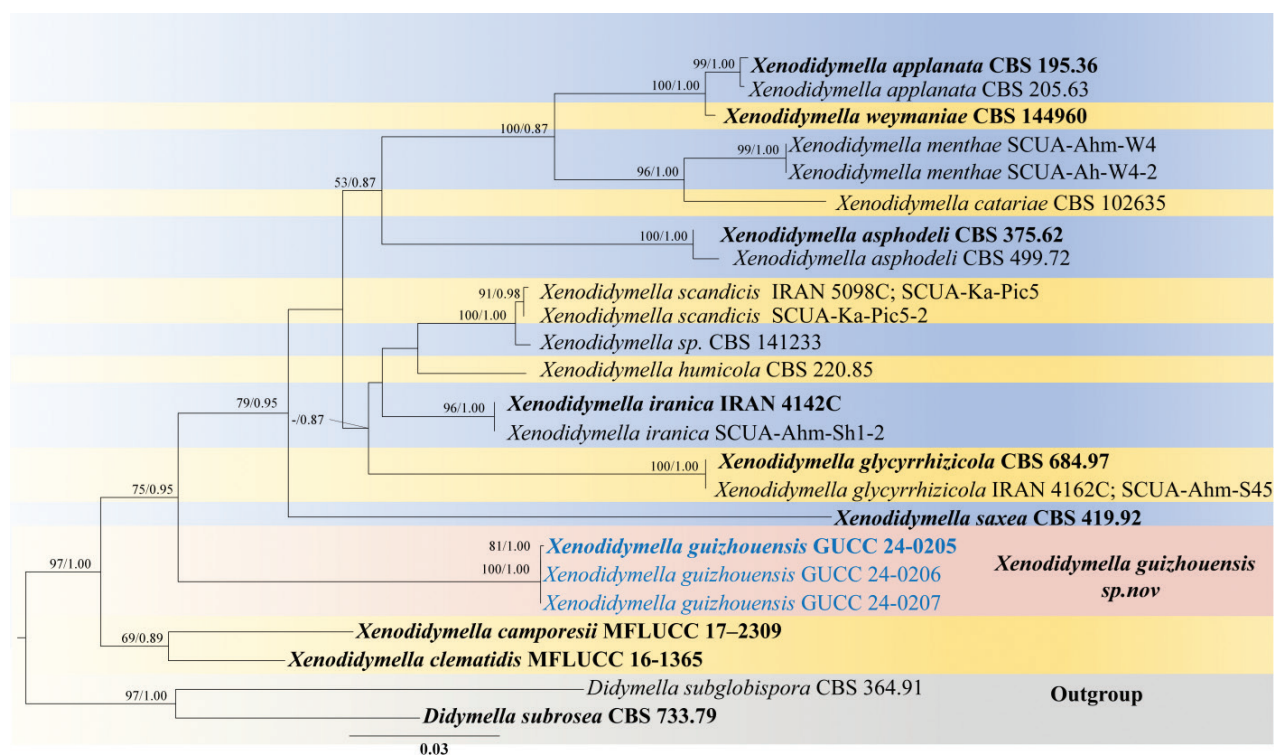 99/1.00
Xenodidymella applanata CBS 195.36
100/1.00
Xenodidymella applanata CBS 205.63
Xenodidymella weymaniae CBS 144960
100/0.87
99/1.00
Xenodidymella menthae SCUA-Ahm-W4
96/1.00
Xenodidymella menthae SCUA-Ah-W4-2
53/0.87
Xenodidymella catariae CBS 102635
100/1.00
Xenodidymella asphodeli CBS 375.62
Xenodidymella asphodeli CBS 499.72
91/0.98
Xenodidymella scandicis IRAN 5098C; SCUA-Ka-Pic5
100/1.00
Xenodidymella scandicis SCUA-Ka-Pic5-2
Xenodidymella sp. CBS 141233
Xenodidymella humicola CBS 220.85
79/0.95
-/0.87
96/1.00
Xenodidymella iranica IRAN 4142C
Xenodidymella iranica SCUA-Ahm-Sh1-2
100/1.00
Xenodidymella glycyrrhizicola CBS 684.97
Xenodidymella glycyrrhizicola IRAN 4162C; SCUA-Ahm-S45
75/0.95
Xenodidymella saxea CBS 419.92
81/1.00
Xenodidymella guizhouensis GUCC 24-0205
100/1.00
Xenodidymella guizhouensis GUCC 24-0206
Xenodidymella guizhouensis GUCC 24-0207
Xenodidymella guizhouensis
sp.nov
97/1.00
69/0.89
Xenodidymella camporesii MFLUCC 17–2309
Xenodidymella clematidis MFLUCC 16-1365
97/1.00
Didymella subglobispora CBS 364.91
Didymella subrosea CBS 733.79
Outgroup
0.03